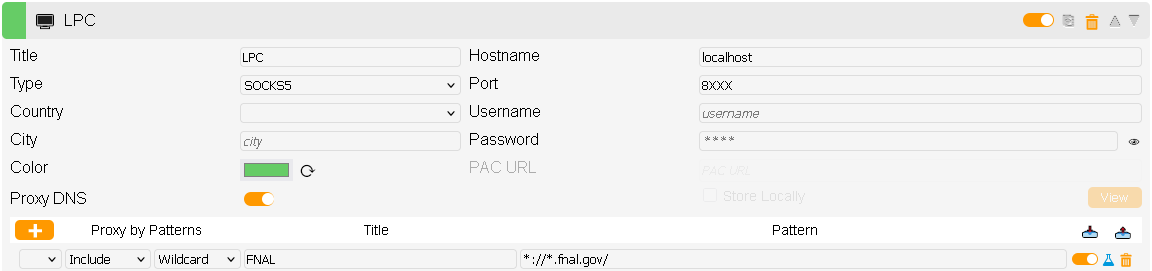 LPC
Title LPC Hostname localhost
Type SOCKS5 Port 8XXX
Country Username username
City city Password ****
Color PAC URL PAC URL
Proxy DNS Store Locally View
+ Proxy by Patterns Title Pattern
Include Wildcard FNAL *://*.fnal.gov/